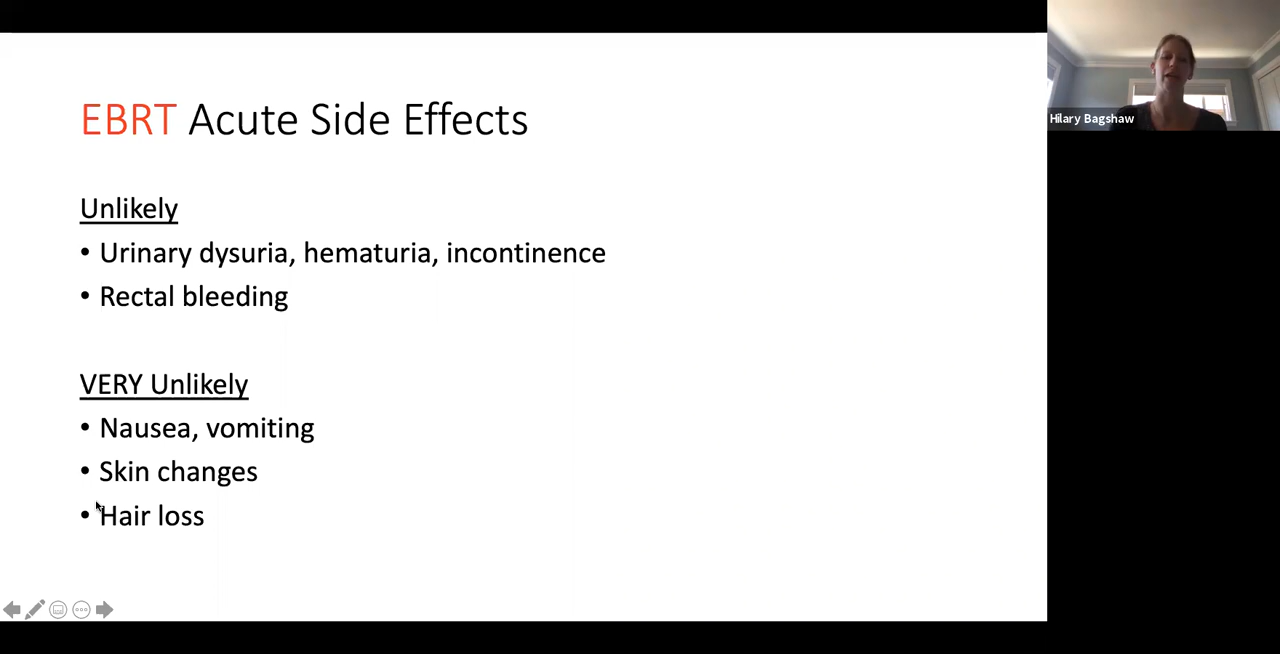 EBRT Acute Side Effects
Unlikely
• Urinary dysuria, hematuria, incontinence
• Rectal bleeding
VERY Unlikely
• Nausea, vomiting
• Skin changes
• Hair loss
Hilary Bagshaw